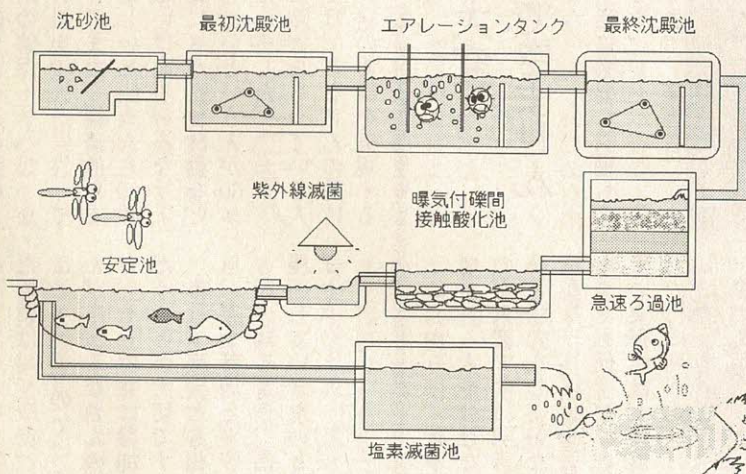 沈砂池
最初沈殿池
エアレーションタンク
最終沈殿池
紫外線滅菌
曝気付礫間
接触酸化池
安定池
急速ろ過池
塩素滅菌池